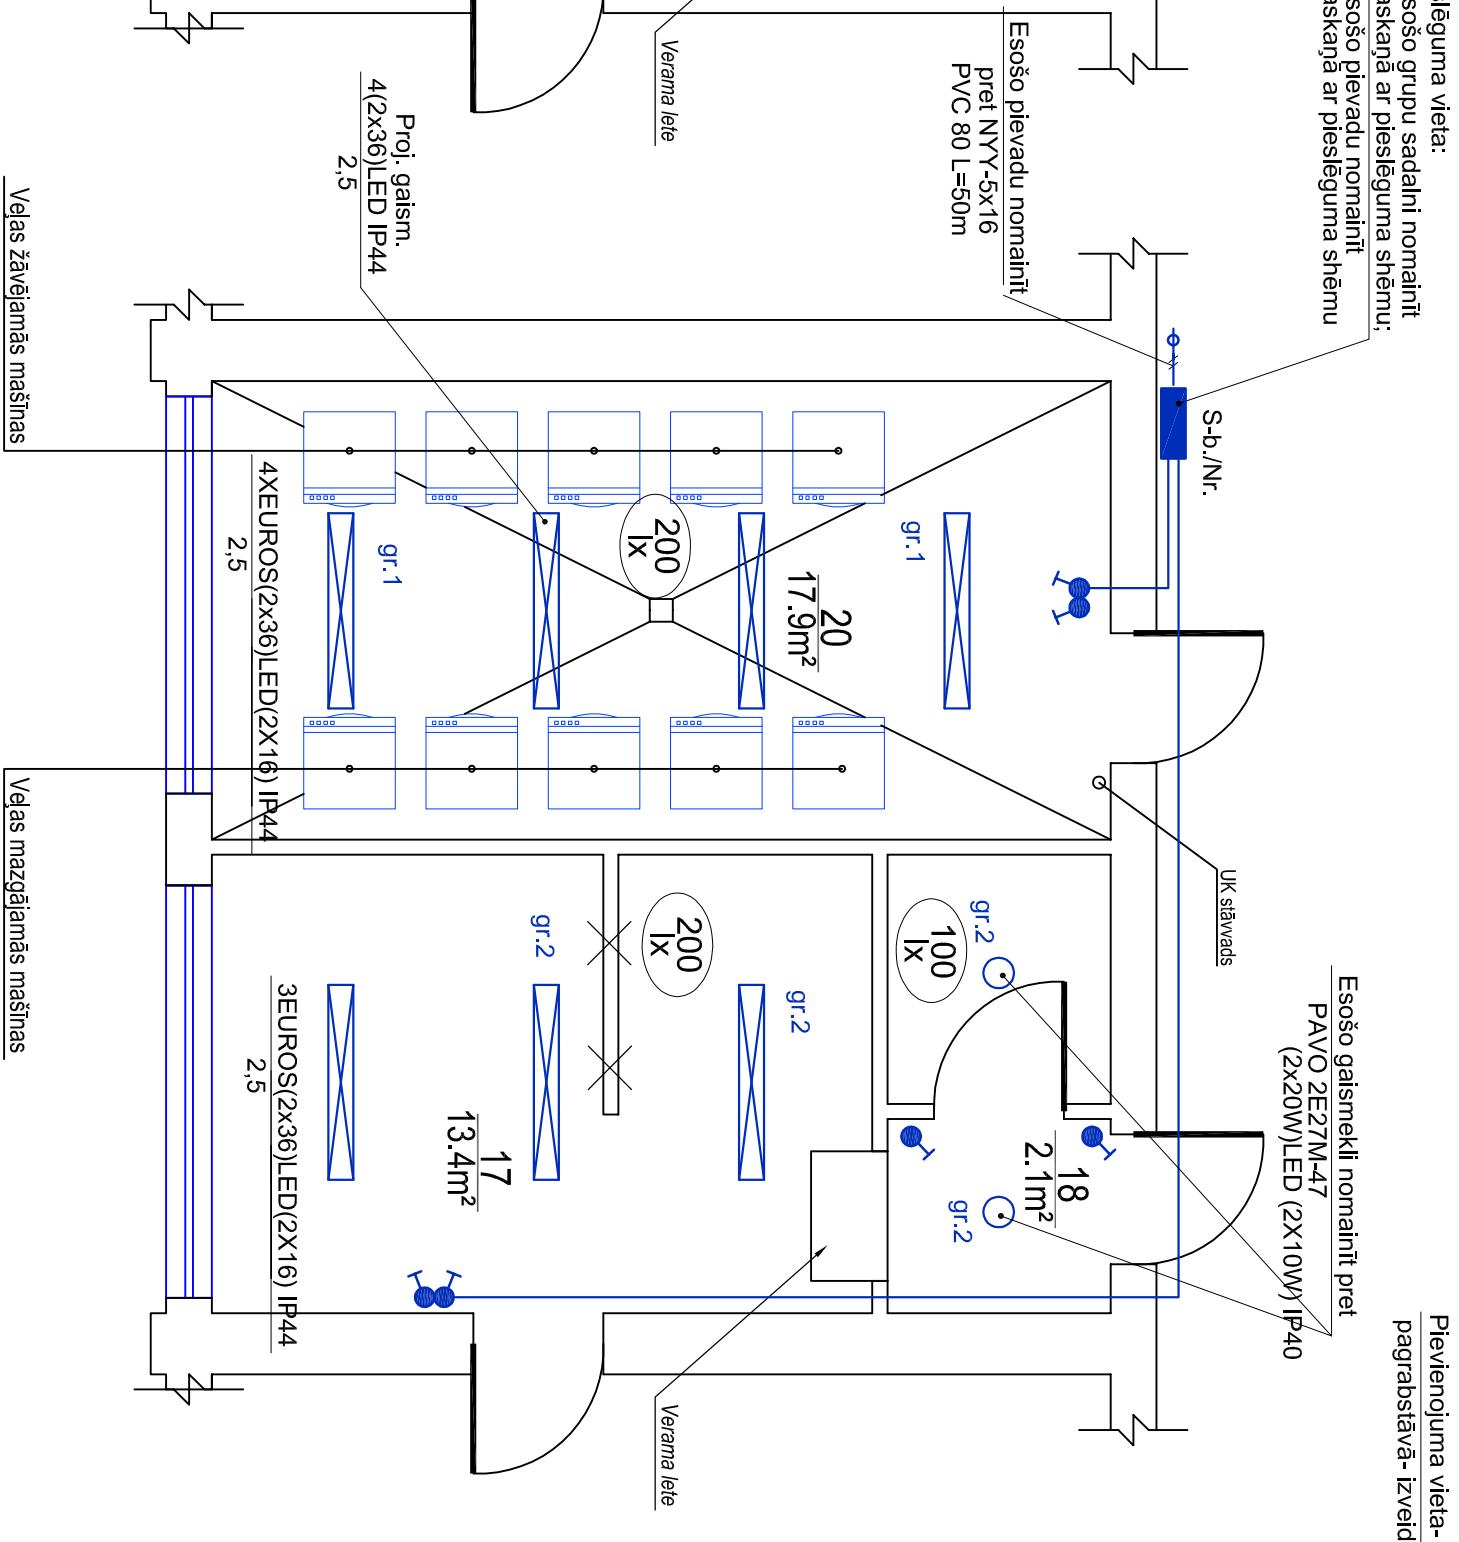 slēguma vieta:
sošo grupu sadalni nomainīt
askaņā ar pieslēguma shēmu;
sošo pievadu nomainīt
askaņā ar pieslēguma shēmu
Esošo pievadu nomainīt
pret NYY-5x16
PVC 80 L=50m
Verama lete
Proj. gaism.
4(2x36)LED IP44
2,5
Veļas žāvējamās mašīnas
S-b./Nr.
gr.1
200
lx
20
17.9m²
gr.1
4XEUROS(2x36)LED(2X16) IP44
2,5
Veļas mazgājamās mašīnas
UK stāvvads
Esošo gaismekli nomainīt pret
PAVO 2E27M-47
(2x20W)LED (2X10W) IP40
gr.2
100
lx
gr.2
200
lx
gr.2
18
2.1m²
gr.2
17
13.4m²
3EUROS(2x36)LED(2X16) IP44
2,5
Verama lete
Pievienojuma vieta-
pagrabstāvā- izveid